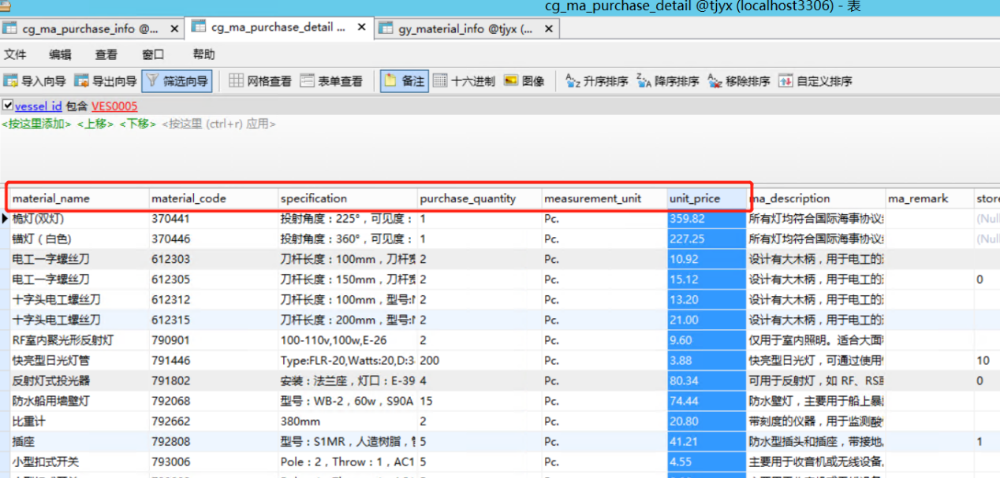 cg_ma_purchase_detail @tjyx (localhost3306) - 表
cg_ma_purchase_info @... × cg_ma_purchase_detail ... × gy_material_info @tjyx (... ×
文件 编辑 查看 窗口 帮助
导入向导 导出向导 筛选向导 网格查看 表单查看 备注 十六进制 图像 升序排序 降序排序 移除排序 自定义排序
vessel_id 包含 VES0005
<按这里添加> <上移> <下移> <按这里 (ctrl+r) 应用>
material_name material_code specification purchase_quantity measurement_unit unit_price ma_description ma_remark store
桅灯(双灯) 370441 投射角度：225°，可见度： 1 Pc. 359.82 所有灯均符合国际海事协议 (Null
锚灯（白色) 370446 投射角度：360°，可见度： 1 Pc. 227.25 所有灯均符合国际海事协议 (Null
电工一字螺丝刀 612303 刀杆长度：100mm，刀杆 2 Pc. 10.92 设计有大木柄，用于电工的
电工一字螺丝刀 612305 刀杆长度：150mm，刀杆 2 Pc. 15.12 设计有大木柄，用于电工的 0
十字头电工螺丝刀 612312 刀杆长度：100mm，型号: 2 Pc. 13.20 设计有大木柄，用于电工的
十字头电工螺丝刀 612315 刀杆长度：200mm，型号: 2 Pc. 21.00 设计有大木柄，用于电工的
RF室内聚光形反射灯 790901 100-110v,100w,E-26 2 Pc. 9.60 仅用于室内照明。适合大面
快亮型日光灯管 791446 Type:FLR-20,Watts:20,D:3 200 Pc. 3.88 快亮型日光灯，可通过使用 10
反射灯式投光器 791802 安装：法兰座，灯口：E-39 4 Pc. 80.34 可用于反射灯，如 RF、RS 0
防水船用墙壁灯 792068 型号：WB-2，60w，S90A 15 Pc. 74.44 防水壁灯，主要用于船上暴
比重计 792662 380mm 2 Pc. 20.80 带刻度的仪器，用于监测酸
插座 792808 型号：S1MR，人造树脂， 5 Pc. 41.21 防水型插头和插座，带接地 1
小型扣式开关 793006 Pole：2，Throw：1，AC1 5 Pc. 4.55 主要用于收音机或无线设备